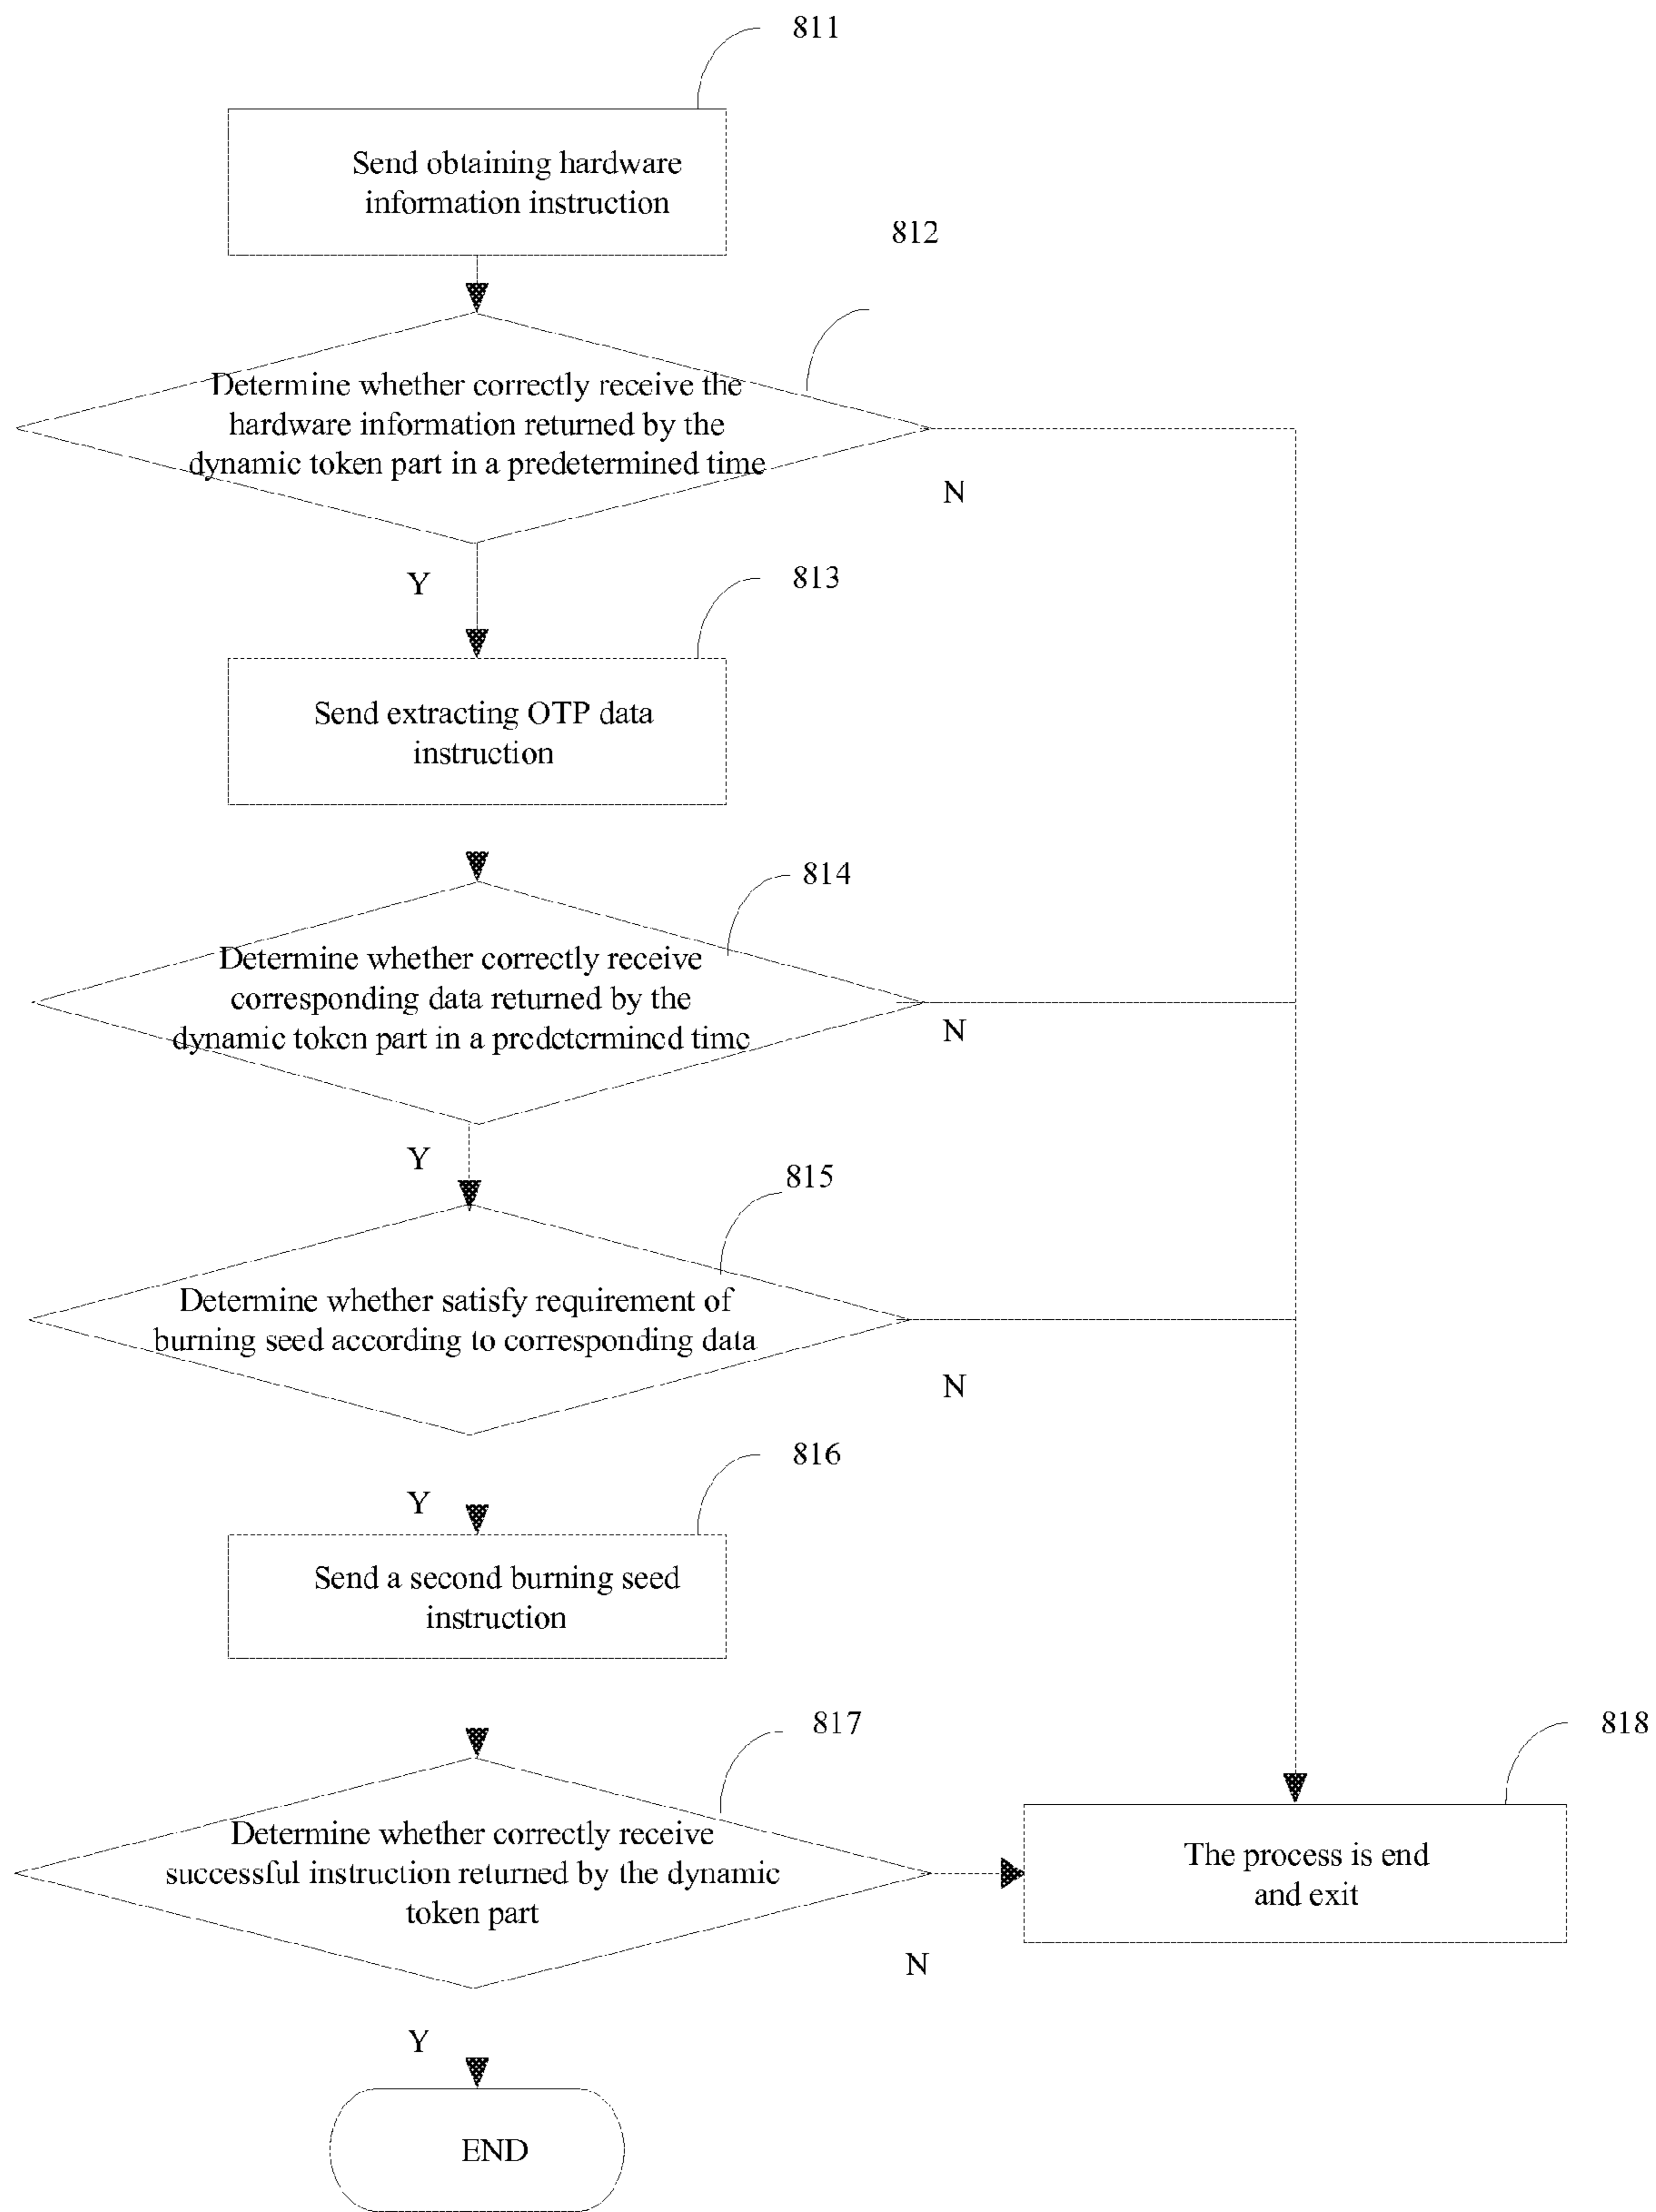 811
Send obtaining hardware
information instruction
812
Determine whether correctly receive the
hardware information returned by the
dynamic token part in a predetermined time
N
Y
813
Send extracting OTP data
instruction
814
Determine whether correctly receive
corresponding data returned by the
dynamic token part in a predetermined time
N
Y
815
Determine whether satisfy requirement of
burning seed according to corresponding data
N
816
Y
Send a second burning seed
instruction
817
818
Determine whether correctly receive
successful instruction returned by the dynamic
token part
The process is end
and exit
N
Y
END